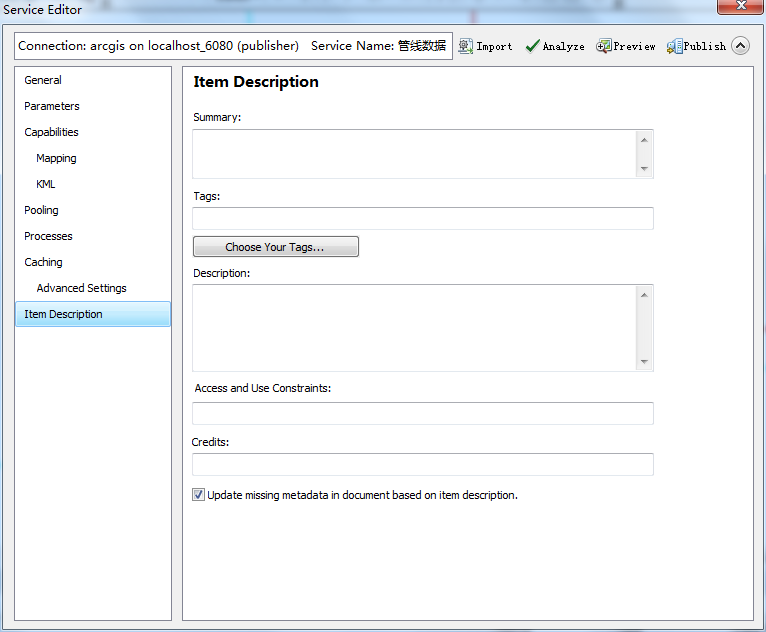 Service Editor
Connection: arcgis on localhost_6080 (publisher) Service Name: 管线数据 Import Analyze Preview Publish
General
Parameters
Capabilities
Mapping
KML
Pooling
Processes
Caching
Advanced Settings
Item Description
Item Description
Summary:
Tags:
Choose Your Tags...
Description:
Access and Use Constraints:
Credits:
Update missing metadata in document based on item description.